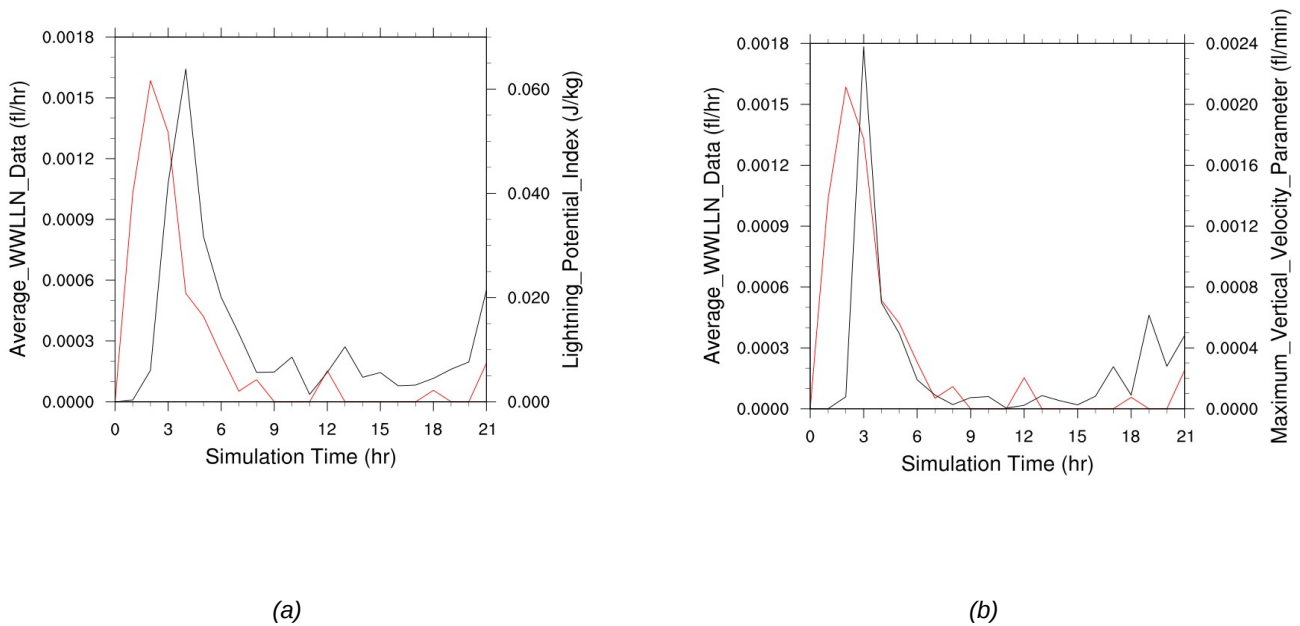 0.0018
0.0015
0.0012
0.0009
0.0006
0.0003
0.0000
Average_WWLLN_Data (fl/hr)
0.060
0.040
0.020
0.000
Lightning_Potential_Index (J/kg)
0 3 6 9 12 15 18 21
Simulation Time (hr)
(a)
0.0018
0.0015
0.0012
0.0009
0.0006
0.0003
0.0000
Average_WWLLN_Data (fl/hr)
0.0024
0.0020
0.0016
0.0012
0.0008
0.0004
0.0000
Maximum_Vertical_Velocity_Parameter (fl/min)
0 3 6 9 12 15 18 21
Simulation Time (hr)
(b)